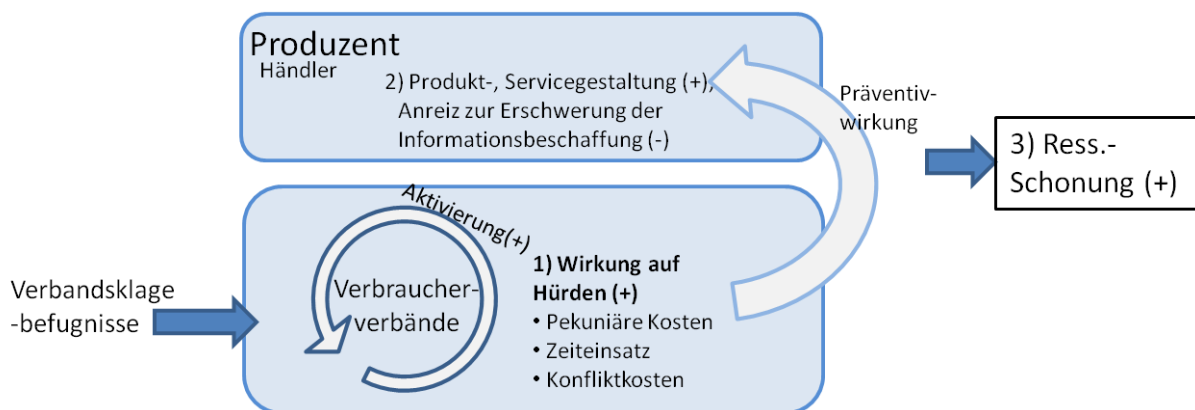 Produzent
Händler
2) Produkt-, Servicegestaltung (+),
Anreiz zur Erschwerung der
Informationsbeschaffung (-)
Präventiv-
wirkung
3) Ress.-
Schonung (+)
Verbandsklage
-befugnisse
Aktivierung(+)
Verbraucher-
verbände
1) Wirkung auf
Hürden (+)
• Pekuniäre Kosten
• Zeiteinsatz
• Konfliktkosten